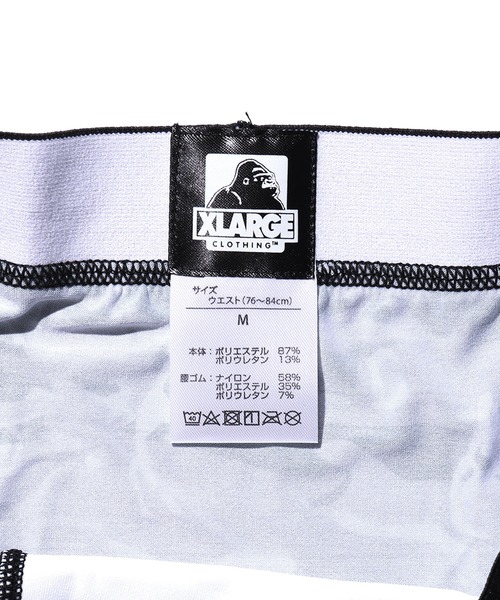 XLARGE
CLOTHING™
サイズ
ウエスト(76～84cm)
M
本体：ポリエステル 87%
ポリウレタン 13%
腰ゴム：ナイロン 58%
ポリエステル 35%
ポリウレタン 7%
40